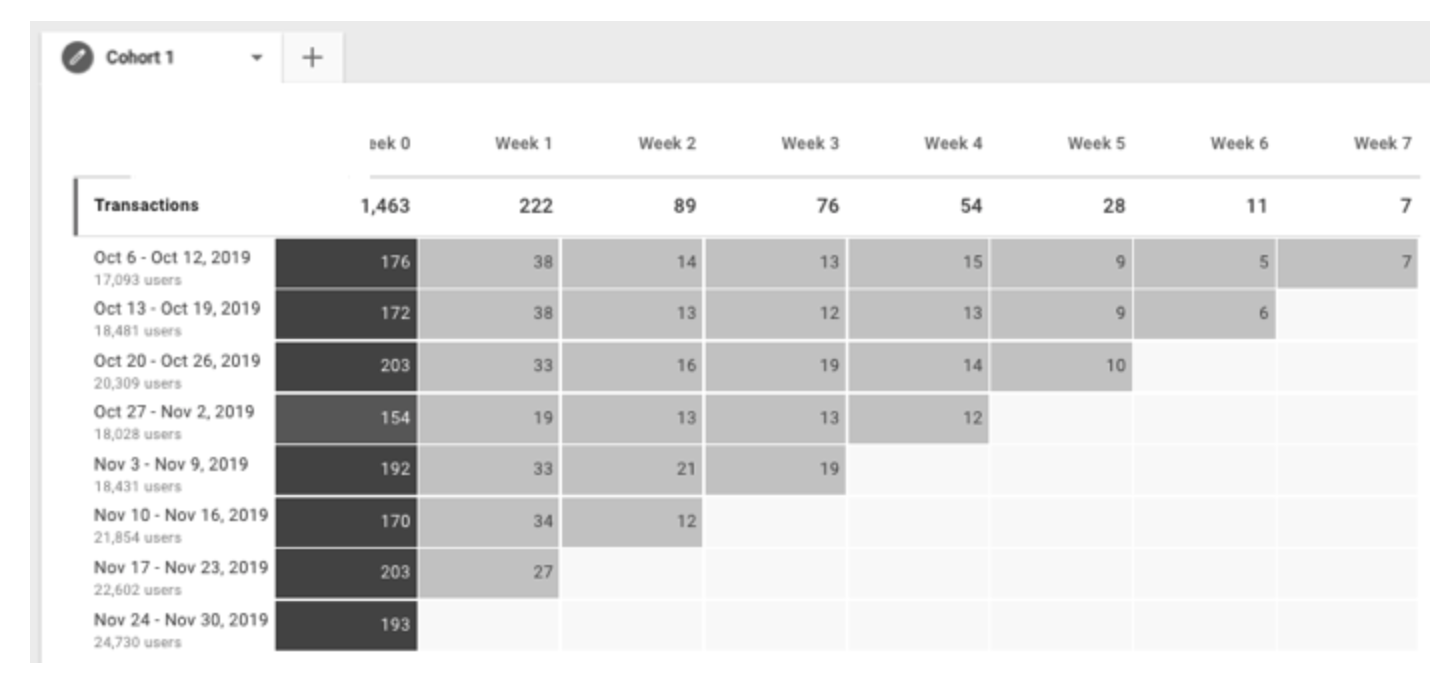 Cohort 1
eek 0 Week 1 Week 2 Week 3 Week 4 Week 5 Week 6 Week 7
Transactions 1,463 222 89 76 54 28 11 7
Oct 6 - Oct 12, 2019 176 38 14 13 15 9 5 7
17,093 users
Oct 13 - Oct 19, 2019 172 38 13 12 13 9 6
18,481 users
Oct 20 - Oct 26, 2019 203 33 16 19 14 10
20,309 users
Oct 27 - Nov 2, 2019 154 19 13 13 12
18,028 users
Nov 3 - Nov 9, 2019 192 33 21 19
18,431 users
Nov 10 - Nov 16, 2019 170 34 12
21,854 users
Nov 17 - Nov 23, 2019 203 27
22,602 users
Nov 24 - Nov 30, 2019 193
24,730 users